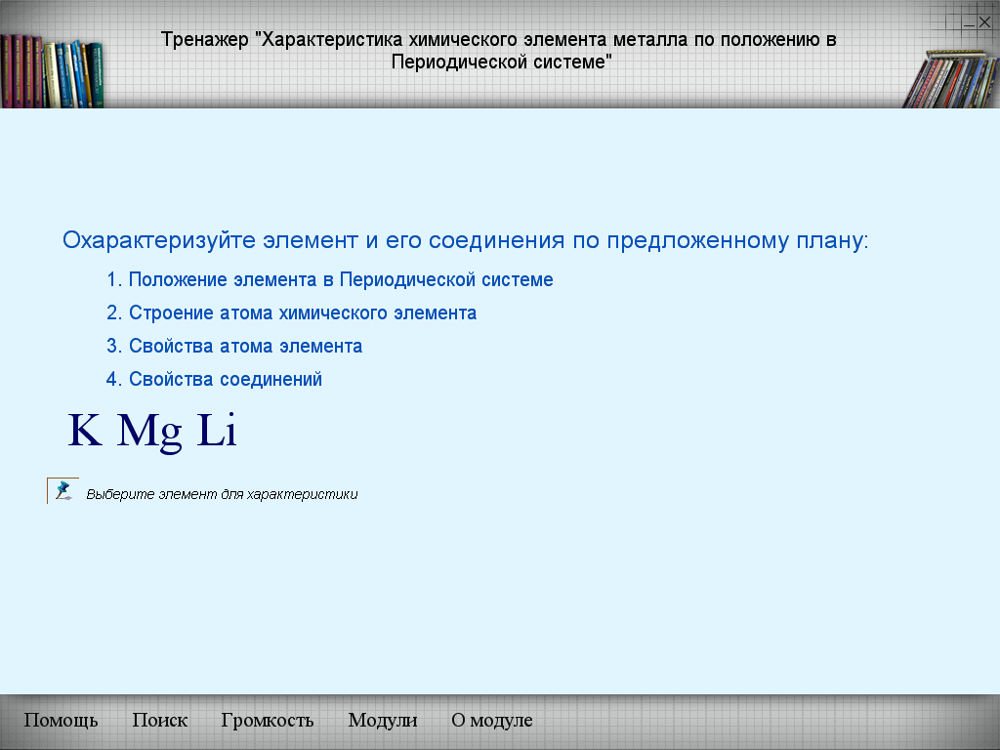 Тренажер "Характеристика химического элемента металла по положению в
Периодической системе"
Охарактеризуйте элемент и его соединения по предложенному плану:
1. Положение элемента в Периодической системе
2. Строение атома химического элемента
3. Свойства атома элемента
4. Свойства соединений
K Mg Li
Выберите элемент для характеристики
Помощь Поиск Громкость Модули О модуле